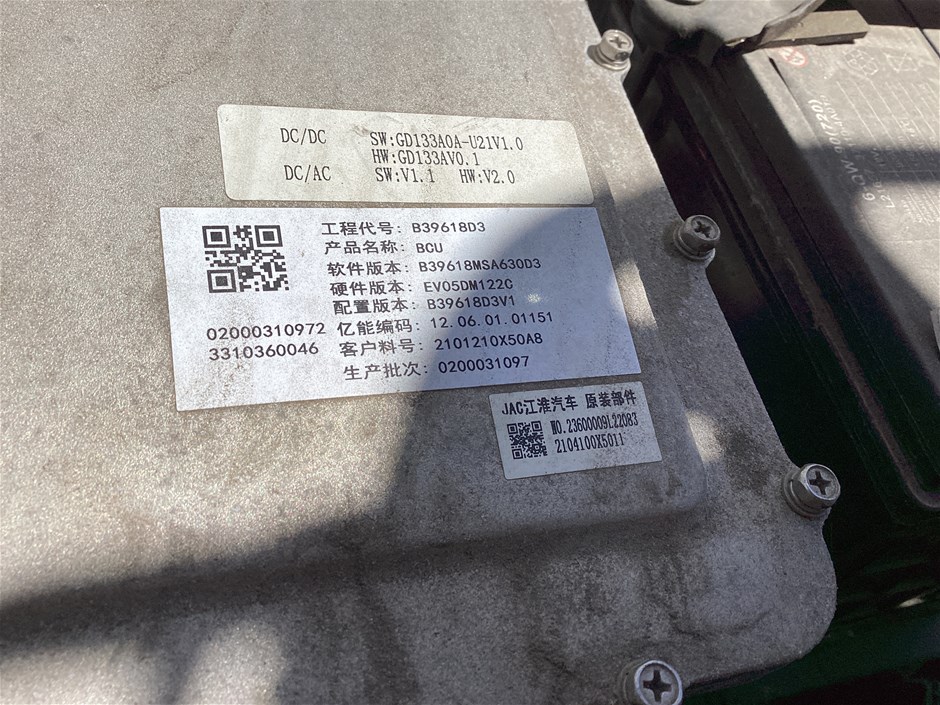 DC/DC SW:GD133A0A-U21V1.0
HW:GD133AV0.1
DC/AC SW:V1.1 HW:V2.0
工程代号: B39618D3
产品名称: BCU
软件版本: B39618MSA630D3
硬件版本: EV05DM122C
配置版本: B39618D3V1
02000310972 亿能编码: 12.06.01.01151
3310360046 客户料号: 2101210X50A8
生产批次: 0200031097
JAC江淮汽车 原装部件
NO.23600009L22083
2104100X5011